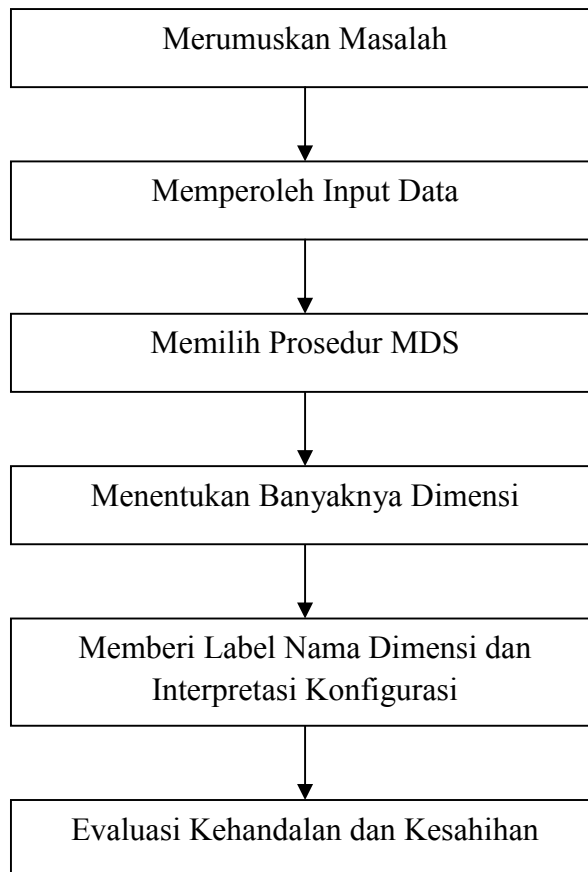 Merumuskan Masalah
Memperoleh Input Data
Memilih Prosedur MDS
Menentukan Banyaknya Dimensi
Memberi Label Nama Dimensi dan
Interpretasi Konfigurasi
Evaluasi Kehandalan dan Kesahihan